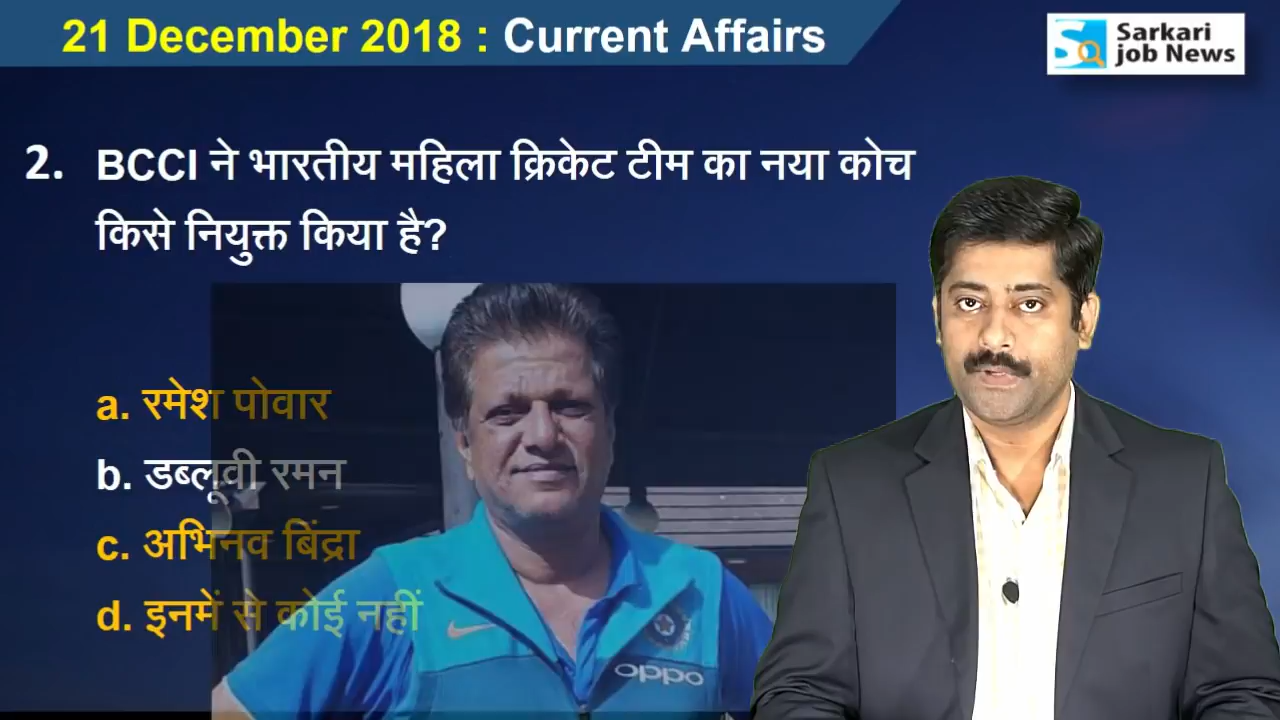 21 December 2018 : Current Affairs
Sarkari
Job News
2. BCCI ने भारतीय महिला क्रिकेट टीम का नया कोच
किसे नियुक्त किया है?
a. रमेश पोवार
b. डब्लूवी रमन
c. अभिनव बिंद्रा
d. इनमें से कोई नहीं
oppo